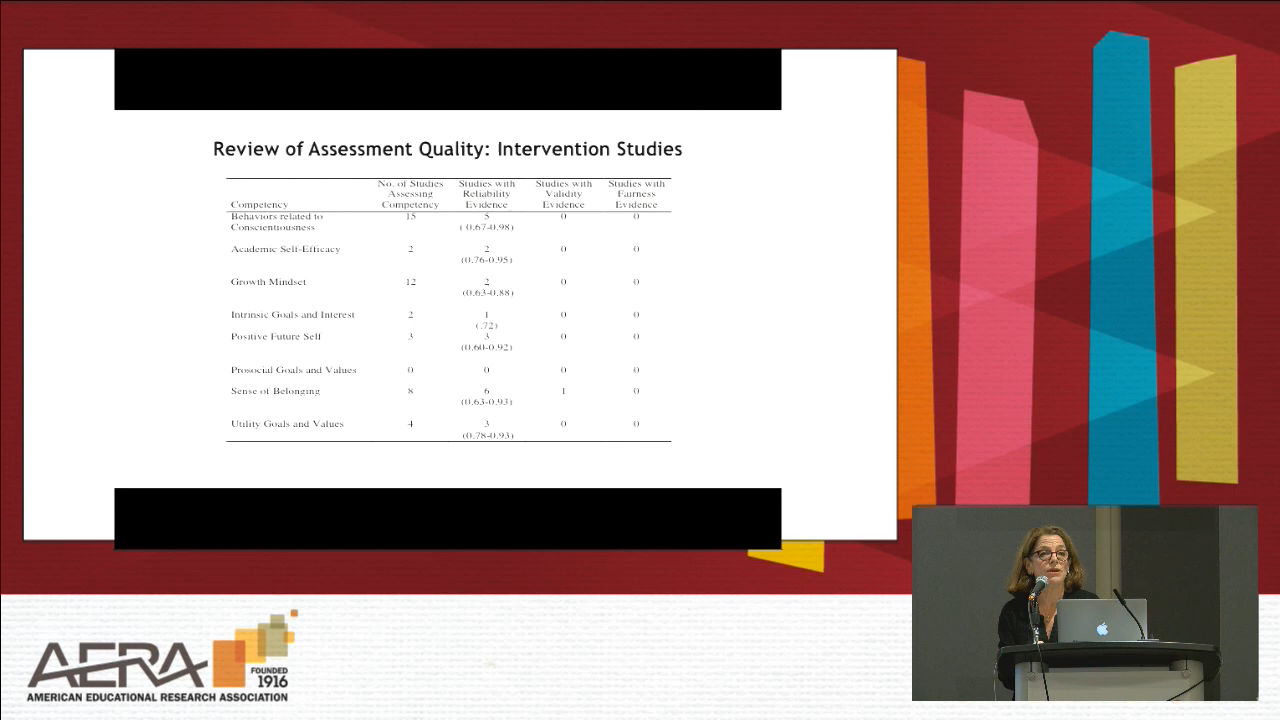 Review of Assessment Quality: Intervention Studies
Competency No. of Studies Assessing Competency Studies with Reliability Evidence Studies with Validity Evidence Studies with Fairness Evidence
Behaviors related to Conscientiousness 15 5 0 0
( 0.67-0.98)
Academic Self-Efficacy 2 2 0 0
(0.76-0.95)
Growth Mindset 12 2 0 0
(0.63-0.88)
Intrinsic Goals and Interest 2 1 0 0
(.72)
Positive Future Self 3 3 0 0
(0.60-0.92)
Prosocial Goals and Values 0 0 0 0
Sense of Belonging 8 6 1 0
(0.63-0.93)
Utility Goals and Values 4 3 0 0
(0.78-0.93)
AERA
FOUNDED
1916
AMERICAN EDUCATIONAL RESEARCH ASSOCIATION